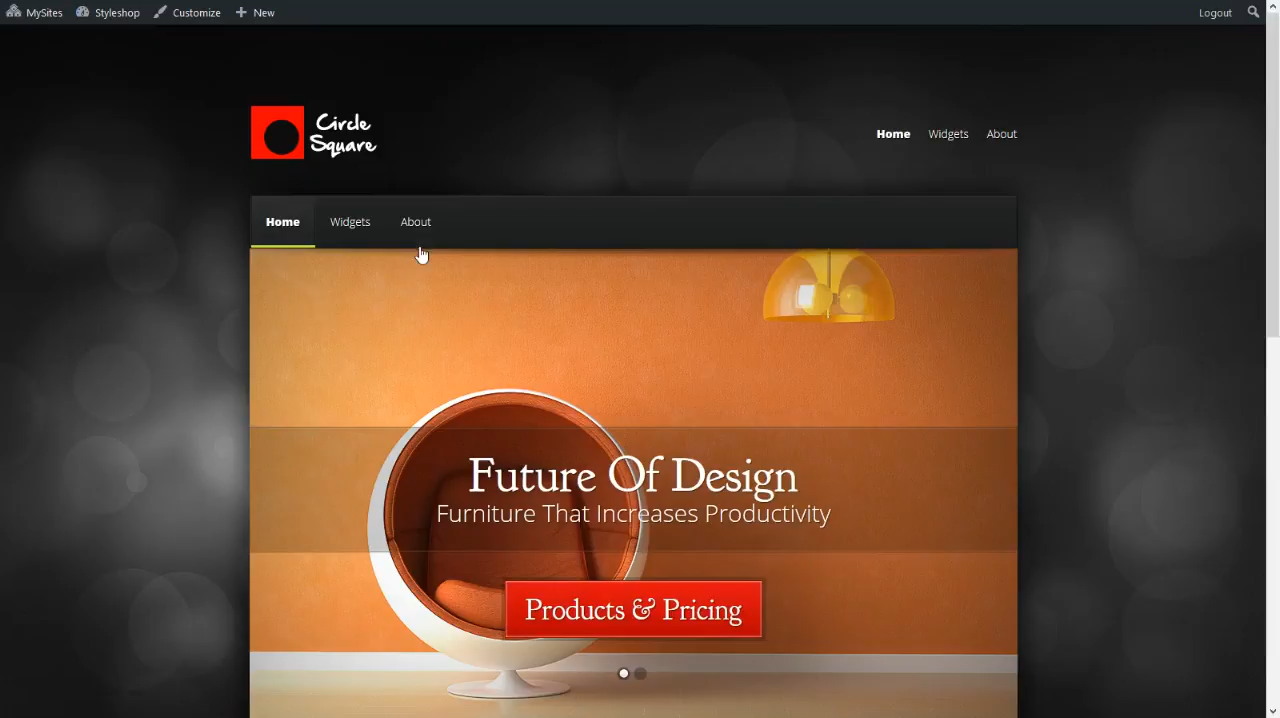 MySites Styleshop Customize New Logout
Circle
Square
Home Widgets About
Home Widgets About
Future Of Design
Furniture That Increases Productivity
Products & Pricing